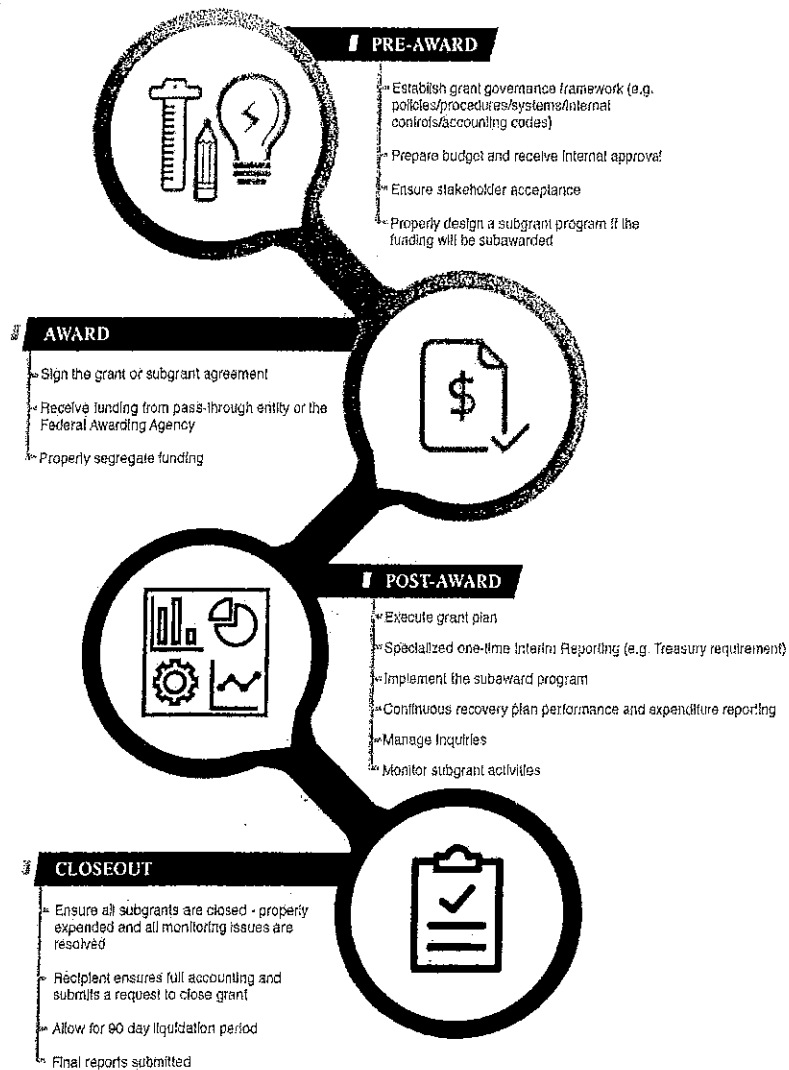 PRE-AWARD
Establish grant governance framework (e.g.
policies/procedures/systems/internal
controls/accounting codes)
Prepare budget and receive internal approval
Ensure stakeholder acceptance
Properly design a subgrant program if the
funding will be subawarded
AWARD
Sign the grant or subgrant agreement
Receive funding from pass-through entity or the
Federal Awarding Agency
Properly segregate funding
$
POST-AWARD
Execute grant plan
Specialized one-time Interim Reporting (e.g. Treasury requirement)
Implement the subaward program
Continuous recovery plan performance and expenditure reporting
Manage Inquiries
Monitor subgrant activities
CLOSEOUT
Ensure all subgrants are closed - properly
expended and all monitoring issues are
resolved
Recipient ensures full accounting and
submits a request to close grant
Allow for 90 day liquidation period
Final reports submitted